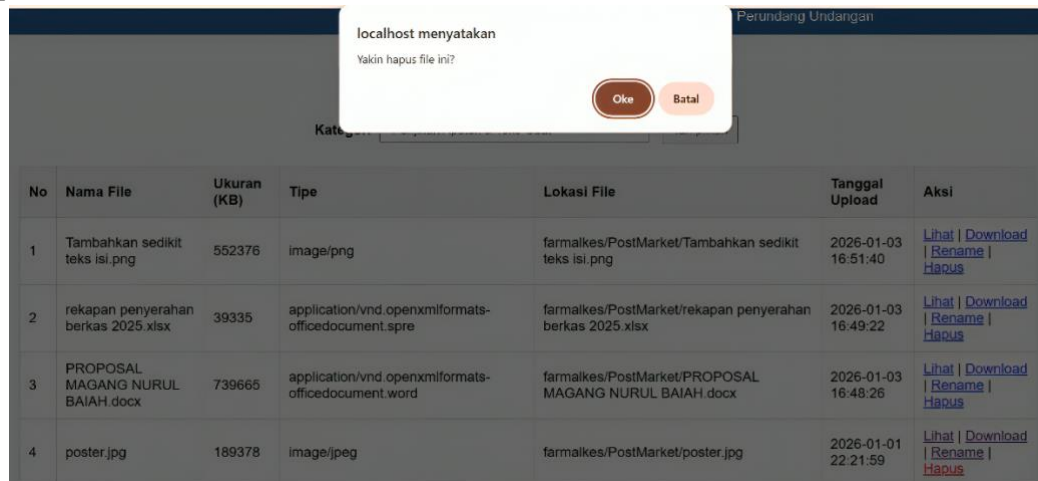 Perundang Undangan
localhost menyatakan
Yakin hapus file ini?
Oke Batal
No Nama File Ukuran (KB) Tipe Lokasi File Tanggal Upload Aksi
1 Tambahkan sedikit teks isi.png 552376 image/png farmalkes/PostMarket/Tambahkan sedikit teks isi.png 2026-01-03 16:51:40 Lihat | Download | Rename | Hapus
2 rekapan penyerahan berkas 2025.xlsx 39335 application/vnd.openxmlformats-officedocument.spre farmalkes/PostMarket/rekapan penyerahan berkas 2025.xlsx 2026-01-03 16:49:22 Lihat | Download | Rename | Hapus
3 PROPOSAL MAGANG NURUL BAIAH.docx 739665 application/vnd.openxmlformats-officedocument.word farmalkes/PostMarket/PROPOSAL MAGANG NURUL BAIAH.docx 2026-01-03 16:48:26 Lihat | Download | Rename | Hapus
4 poster.jpg 189378 image/jpeg farmalkes/PostMarket/poster.jpg 2026-01-01 22:21:59 Lihat | Download | Rename | Hapus